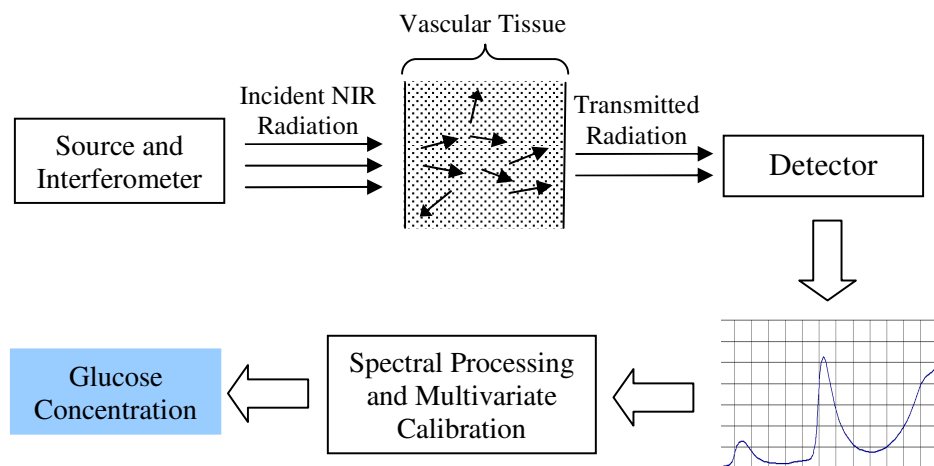 Vascular Tissue
Incident NIR
Radiation
Transmitted
Radiation
Source and
Interferometer
Detector
Glucose
Concentration
Spectral Processing
and Multivariate
Calibration